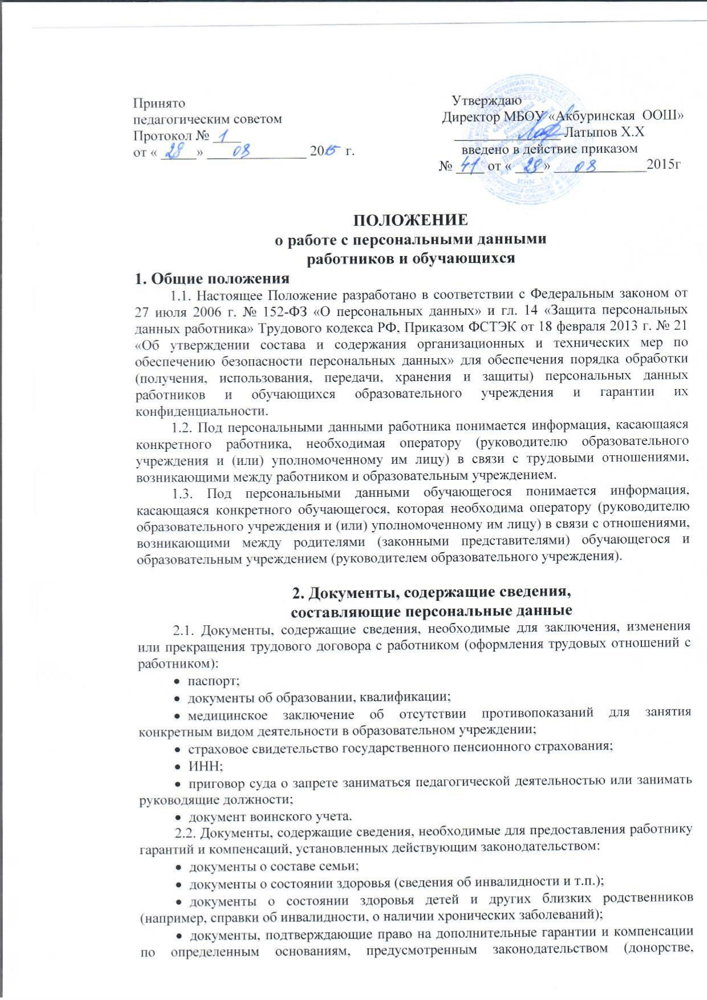 Принято
педагогическим советом
Протокол № 1
от « 28 » 08 2015 г.
Утверждаю
Директор МБОУ «Акбуринская ООШ»
Латыпов Х.Х
введено в действие приказом
№ 41 от « 28 » 08 2015г
ПОЛОЖЕНИЕ
о работе с персональными данными
работников и обучающихся
1. Общие положения
1.1. Настоящее Положение разработано в соответствии с Федеральным законом от
27 июля 2006 г. № 152-ФЗ «О персональных данных» и гл. 14 «Защита персональных
данных работника» Трудового кодекса РФ, Приказом ФСТЭК от 18 февраля 2013 г. № 21
«Об утверждении состава и содержания организационных и технических мер по
обеспечению безопасности персональных данных» для обеспечения порядка обработки
(получения, использования, передачи, хранения и защиты) персональных данных
работников и обучающихся образовательного учреждения и гарантии их
конфиденциальности.
1.2. Под персональными данными работника понимается информация, касающаяся
конкретного работника, необходимая оператору (руководителю образовательного
учреждения и (или) уполномоченному им лицу) в связи с трудовыми отношениями,
возникающими между работником и образовательным учреждением.
1.3. Под персональными данными обучающегося понимается информация,
касающаяся конкретного обучающегося, которая необходима оператору (руководителю
образовательного учреждения и (или) уполномоченному им лицу) в связи с отношениями,
возникающими между родителями (законными представителями) обучающегося и
образовательным учреждением (руководителем образовательного учреждения).
2. Документы, содержащие сведения,
составляющие персональные данные
2.1. Документы, содержащие сведения, необходимые для заключения, изменения
или прекращения трудового договора с работником (оформления трудовых отношений с
работником):
• паспорт;
• документы об образовании, квалификации;
• медицинское заключение об отсутствии противопоказаний для занятия
конкретным видом деятельности в образовательном учреждении;
• страховое свидетельство государственного пенсионного страхования;
• ИНН;
• приговор суда о запрете заниматься педагогической деятельностью или занимать
руководящие должности;
• документ воинского учета.
2.2. Документы, содержащие сведения, необходимые для предоставления работнику
гарантий и компенсаций, установленных действующим законодательством:
• документы о составе семьи;
• документы о состоянии здоровья (сведения об инвалидности и т.п.);
• документы о состоянии здоровья детей и других близких родственников
(например, справки об инвалидности, о наличии хронических заболеваний);
• документы, подтверждающие право на дополнительные гарантии и компенсации
по определенным основаниям, предусмотренным законодательством (донорстве,